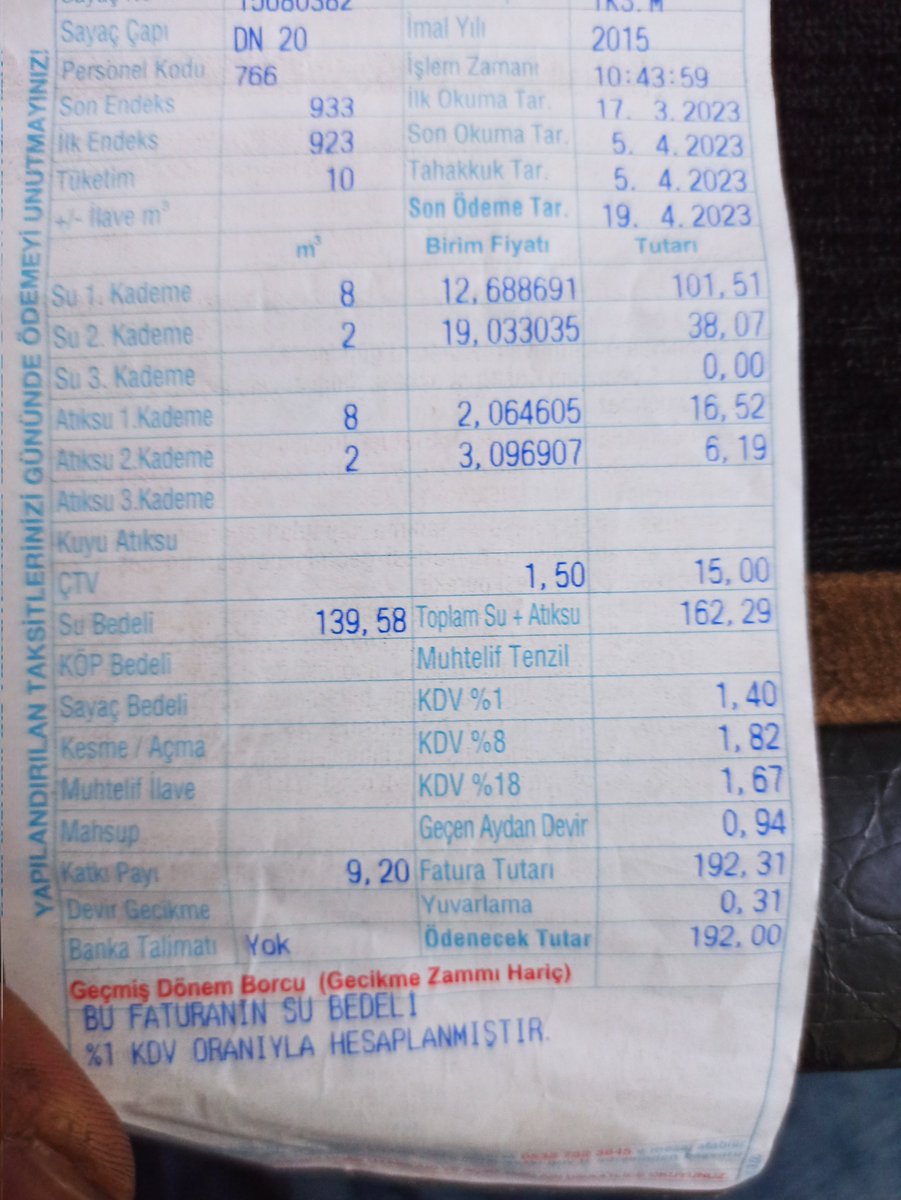 15080362
Sayaç Çapı DN 20 İmal Yılı 2015
Personel Kodu 766 İşlem Zamanı 10:43:59
Son Endeks 933 İlk Okuma Tar. 17. 3.2023
İlk Endeks 923 Son Okuma Tar. 5. 4.2023
Tüketim 10 Tahakkuk Tar. 5. 4.2023
+/- İlave m³ Son Ödeme Tar. 19. 4.2023
m³ Birim Fiyatı Tutarı
Su 1. Kademe 8 12,688691 101,51
Su 2. Kademe 2 19,033035 38,07
Su 3. Kademe 0,00
Atıksu 1.Kademe 8 2,064605 16,52
Atıksu 2.Kademe 2 3,096907 6,19
Atıksu 3.Kademe
Kuyu Atıksu
ÇTV 1,50 15,00
Su Bedeli 139,58 Toplam Su + Atıksu 162,29
KÖP Bedeli Muhtelif Tenzil
Sayaç Bedeli KDV %1 1,40
Kesme / Açma KDV %8 1,82
Muhtelif İlave KDV %18 1,67
Mahsup Geçen Aydan Devir 0,94
Katkı Payı 9,20 Fatura Tutarı 192,31
Devir Gecikme Yuvarlama 0,31
Banka Talimatı Yok Ödenecek Tutar 192,00
Geçmiş Dönem Borcu (Gecikme Zammı Hariç)
BU FATURANIN SU BEDELİ
%1 KDV ORANIYLA HESAPLANMIŞTIR.
YAPILANDIRILAN TAKSİTLERİNİZİ GÜNÜNDE ÖDEMEYİ UNUTMAYINIZ!